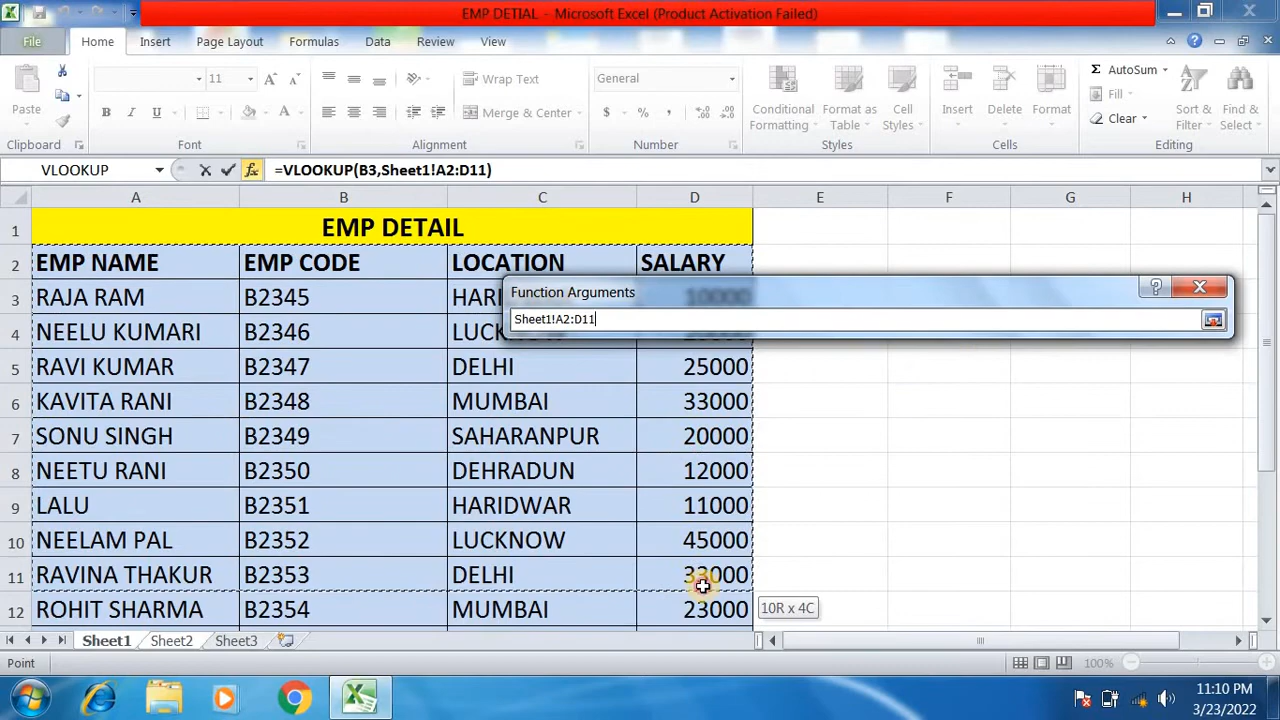 EMP DETIAL - Microsoft Excel (Product Activation Failed)
File Home Insert Page Layout Formulas Data Review View
Paste
11
Wrap Text
Merge & Center
General
Conditional Formatting
Format as Table
Cell Styles
Insert
Delete
Format
AutoSum
Fill
Clear
Sort & Filter
Find & Select
Clipboard Font Alignment Number Styles Cells Editing
VLOOKUP =VLOOKUP(B3,Sheet1!A2:D11)
A B C D E F G H
1 EMP DETAIL
2 EMP NAME EMP CODE LOCATION SALARY
Function Arguments
Sheet1!A2:D11
3 RAJA RAM B2345 10000
4 NEELU KUMARI B2346
5 RAVI KUMAR B2347 DELHI 25000
6 KAVITA RANI B2348 MUMBAI 33000
7 SONU SINGH B2349 SAHARANPUR 20000
8 NEETU RANI B2350 DEHRADUN 12000
9 LALU B2351 HARIDWAR 11000
10 NEELAM PAL B2352 LUCKNOW 45000
11 RAVINA THAKUR B2353 DELHI 33000
12 ROHIT SHARMA B2354 MUMBAI 23000
10R x 4C
Sheet1 Sheet2 Sheet3
Point 100%
11:10 PM
3/23/2022